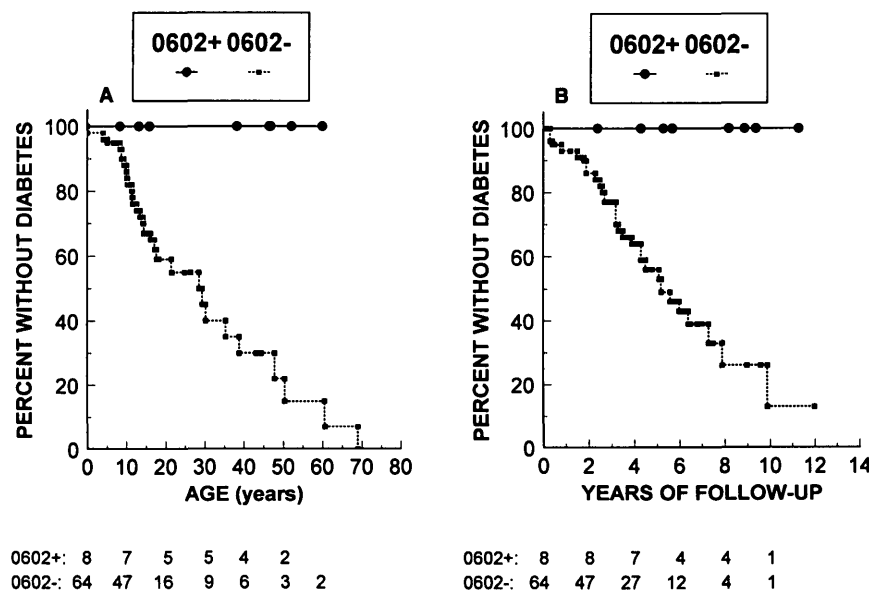 0602+ 0602-
A
PERCENT WITHOUT DIABETES
100
80
60
40
20
0
0 10 20 30 40 50 60 70 80
AGE (years)
0602+: 8 7 5 5 4 2
0602-: 64 47 16 9 6 3 2
0602+ 0602-
B
PERCENT WITHOUT DIABETES
100
80
60
40
20
0
0 2 4 6 8 10 12 14
YEARS OF FOLLOW-UP
0602+: 8 8 7 4 4 1
0602-: 64 47 27 12 4 1